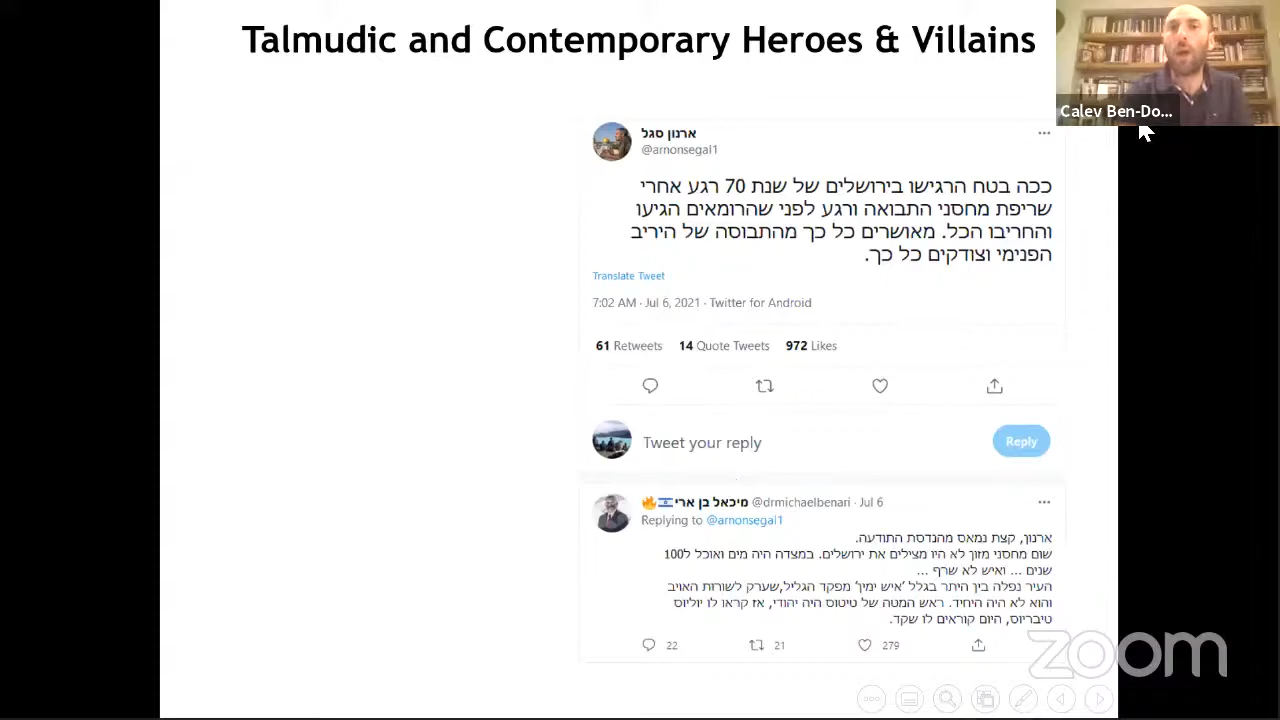 Talmudic and Contemporary Heroes & Villains
Calev Ben-Do...
ארנון סגל
@arnonsegal1
ככה בטח הרגישו בירושלים של שנת 70 רגע אחרי
שריפת מחסני התבואה ורגע לפני שהרומאים הגיעו
והחריבו הכל. מאושרים כל כך מהתבוסה של היריב
הפנימי וצודקים כל כך.
Translate Tweet
7:02 AM · Jul 6, 2021 · Twitter for Android
61 Retweets 14 Quote Tweets 972 Likes
Tweet your reply
Reply
מיכאל בן ארי🇮🇱🔥 @drmichaelbenari · Jul 6
Replying to @arnonsegal1
ארנון, קצת נמאס מהנדסת התודעה.
שום מחסני מזון לא היו מצילים את ירושלים. במצדה היה מים ואוכל ל100
שנים ... ואיש לא שרף ...
העיר נפלה בין היתר בגלל 'איש ימין' מפקד הגליל,שערק לשורות האויב
והוא לא היה היחיד. ראש המטה של טיטוס היה יהודי, אז קראו לו יוליוס
טיבריוס, היום קוראים לו שקד.
22 21 279
zoom